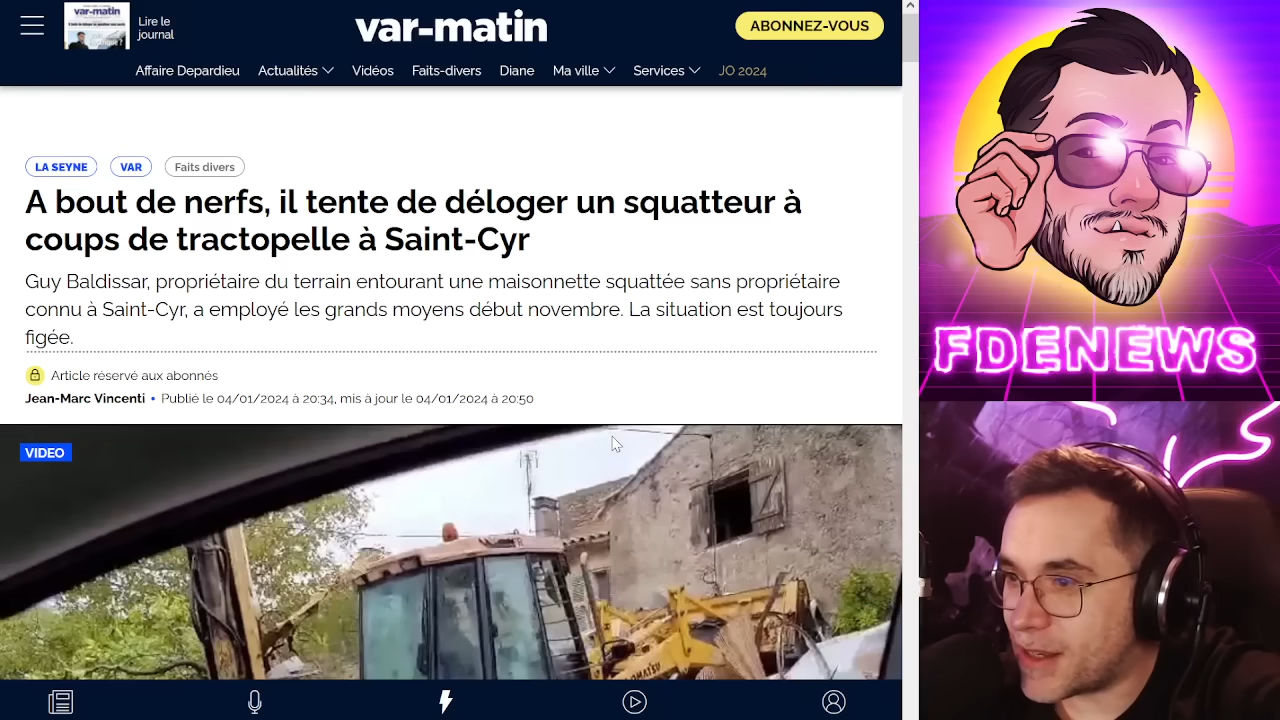 Lire le
journal
var-matin
ABONNEZ-VOUS
Affaire Depardieu Actualités Vidéos Faits-divers Diane Ma ville Services JO 2024
LA SEYNE VAR Faits divers
A bout de nerfs, il tente de déloger un squatteur à
coups de tractopelle à Saint-Cyr
Guy Baldissar, propriétaire du terrain entourant une maisonnette squattée sans propriétaire
connu à Saint-Cyr, a employé les grands moyens début novembre. La situation est toujours
figée.
Article réservé aux abonnés
Jean-Marc Vincenti • Publié le 04/01/2024 à 20:34, mis à jour le 04/01/2024 à 20:50
VIDEO
KOMATSU
FDENEWS